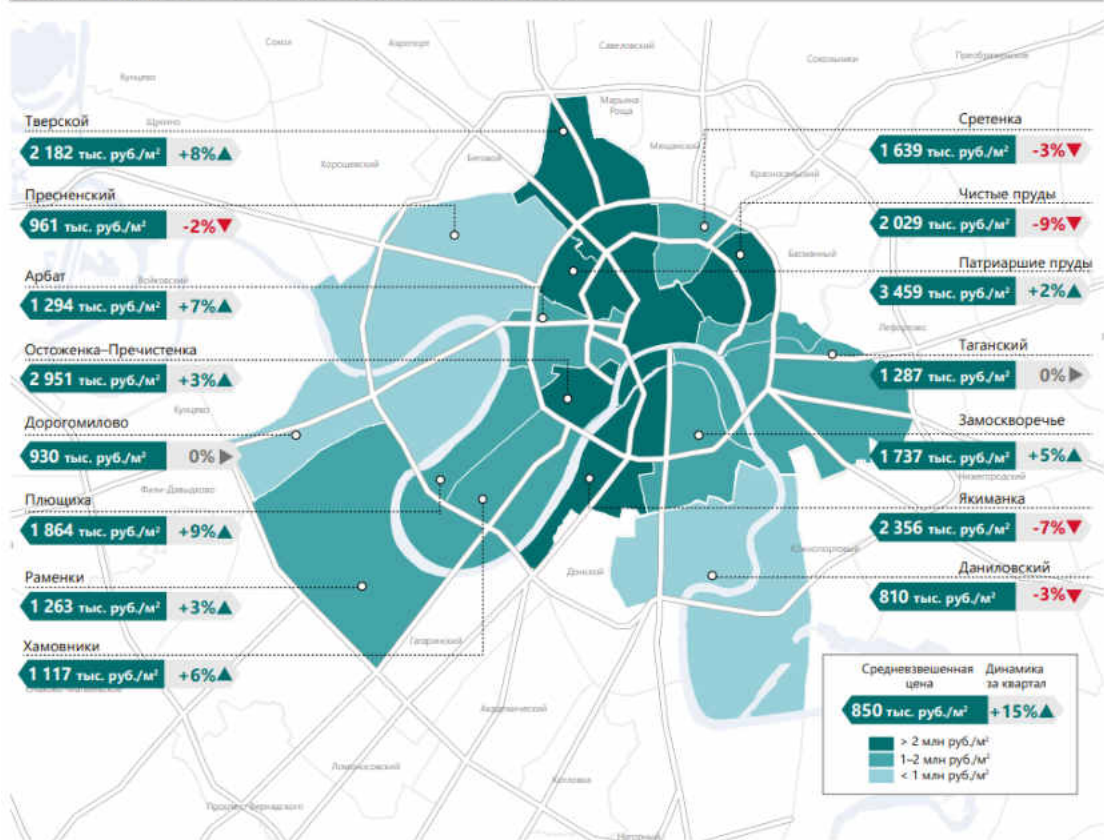 Сокол
Аэропорт
Савеловский
Сокольники
Преображенное
Кунцево
Марьина
Роща
Щукино
Тверской
2 182 тыс. руб./м² +8%▲
Хорошевский
Беговой
Мещанский
Красносельский
Сретенка
1 639 тыс. руб./м² -3%▼
Пресненский
961 тыс. руб./м² -2%▼
Чистые пруды
2 029 тыс. руб./м² -9%▼
Басманный
Арбат
1 294 тыс. руб./м² +7%▲
Войковский
Патриаршие пруды
3 459 тыс. руб./м² +2%▲
Лефортово
Остоженка–Пречистенка
2 951 тыс. руб./м² +3%▲
Таганский
1 287 тыс. руб./м² 0%▶
Кунцево
Дорогомилово
930 тыс. руб./м² 0%▶
Замоскворечье
1 737 тыс. руб./м² +5%▲
Нижегородский
Фили-Давыдково
Плющиха
1 864 тыс. руб./м² +9%▲
Якиманка
2 356 тыс. руб./м² -7%▼
Южнопортовый
Донской
Раменки
1 263 тыс. руб./м² +3%▲
Даниловский
810 тыс. руб./м² -3%▼
Гагаринский
Хамовники
1 117 тыс. руб./м² +6%▲
Академический
Ломоносовский
Котловка
Проспект Вернадского
Нагорный
Средневзвешенная цена
Динамика за квартал
850 тыс. руб./м² +15%▲
> 2 млн руб./м²
1–2 млн руб./м²
< 1 млн руб./м²